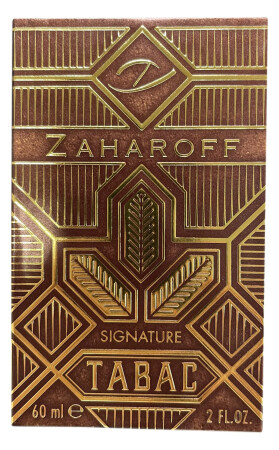 ZAHAROFF
SIGNATURE
TABAC
60 ml ℮ 2 FL.OZ.